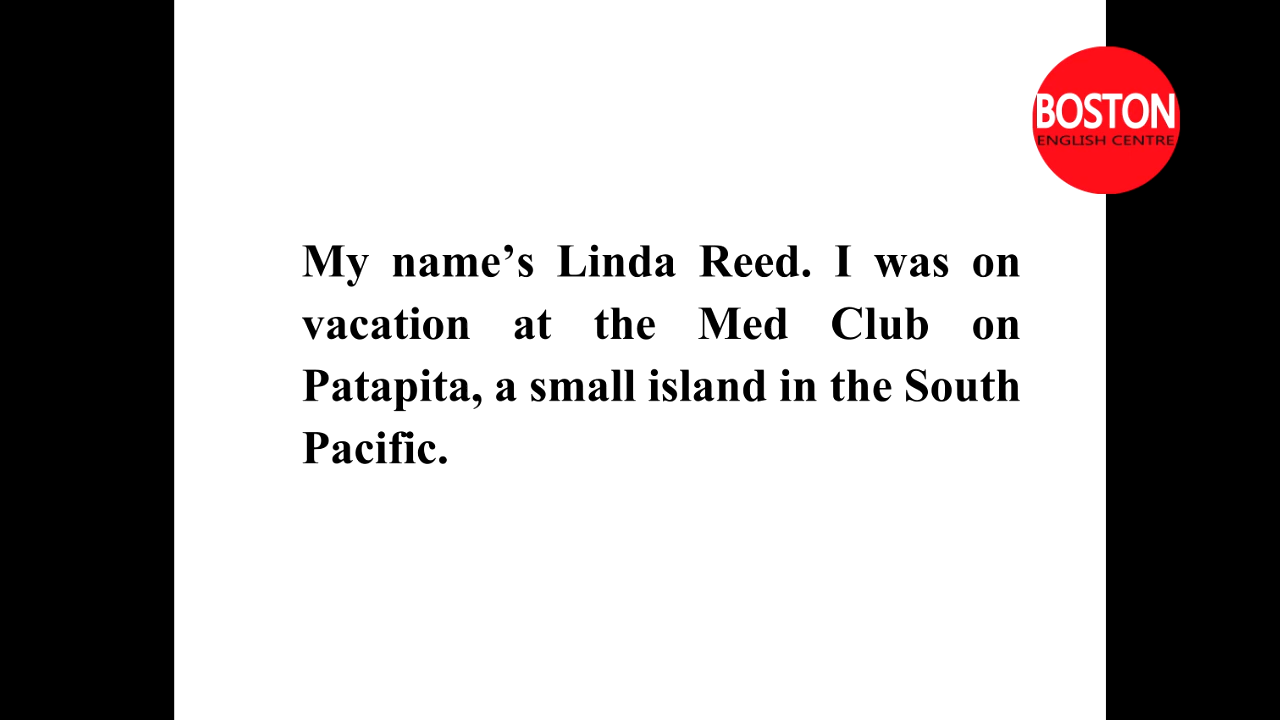 BOSTON
ENGLISH CENTRE
My name’s Linda Reed. I was on
vacation at the Med Club on
Patapita, a small island in the South
Pacific.